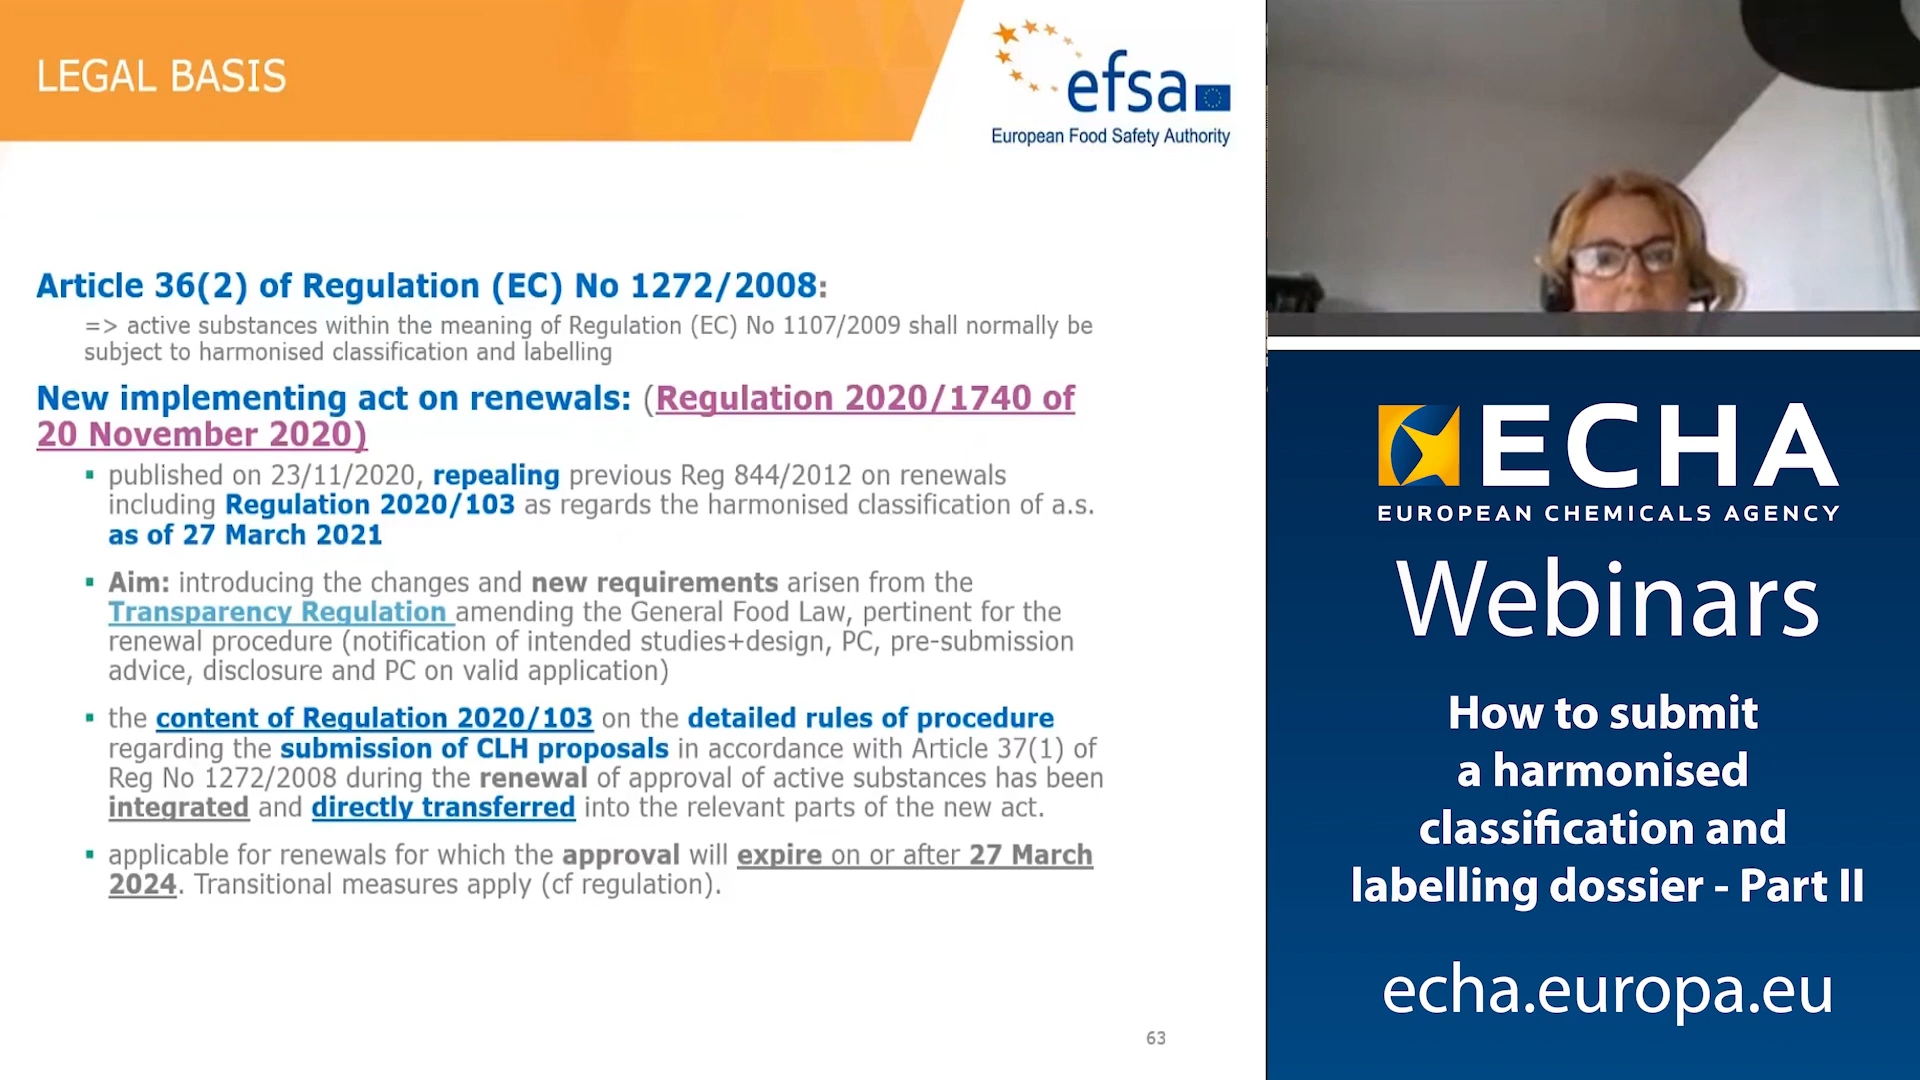 LEGAL BASIS
efsa
European Food Safety Authority
Article 36(2) of Regulation (EC) No 1272/2008:
=> active substances within the meaning of Regulation (EC) No 1107/2009 shall normally be
subject to harmonised classification and labelling
New implementing act on renewals: (Regulation 2020/1740 of
20 November 2020)
▪ published on 23/11/2020, repealing previous Reg 844/2012 on renewals
including Regulation 2020/103 as regards the harmonised classification of a.s.
as of 27 March 2021
▪ Aim: introducing the changes and new requirements arisen from the
Transparency Regulation amending the General Food Law, pertinent for the
renewal procedure (notification of intended studies+design, PC, pre-submission
advice, disclosure and PC on valid application)
▪ the content of Regulation 2020/103 on the detailed rules of procedure
regarding the submission of CLH proposals in accordance with Article 37(1) of
Reg No 1272/2008 during the renewal of approval of active substances has been
integrated and directly transferred into the relevant parts of the new act.
▪ applicable for renewals for which the approval will expire on or after 27 March
2024. Transitional measures apply (cf regulation).
63
ECHA
EUROPEAN CHEMICALS AGENCY
Webinars
How to submit
a harmonised
classification and
labelling dossier - Part II
echa.europa.eu